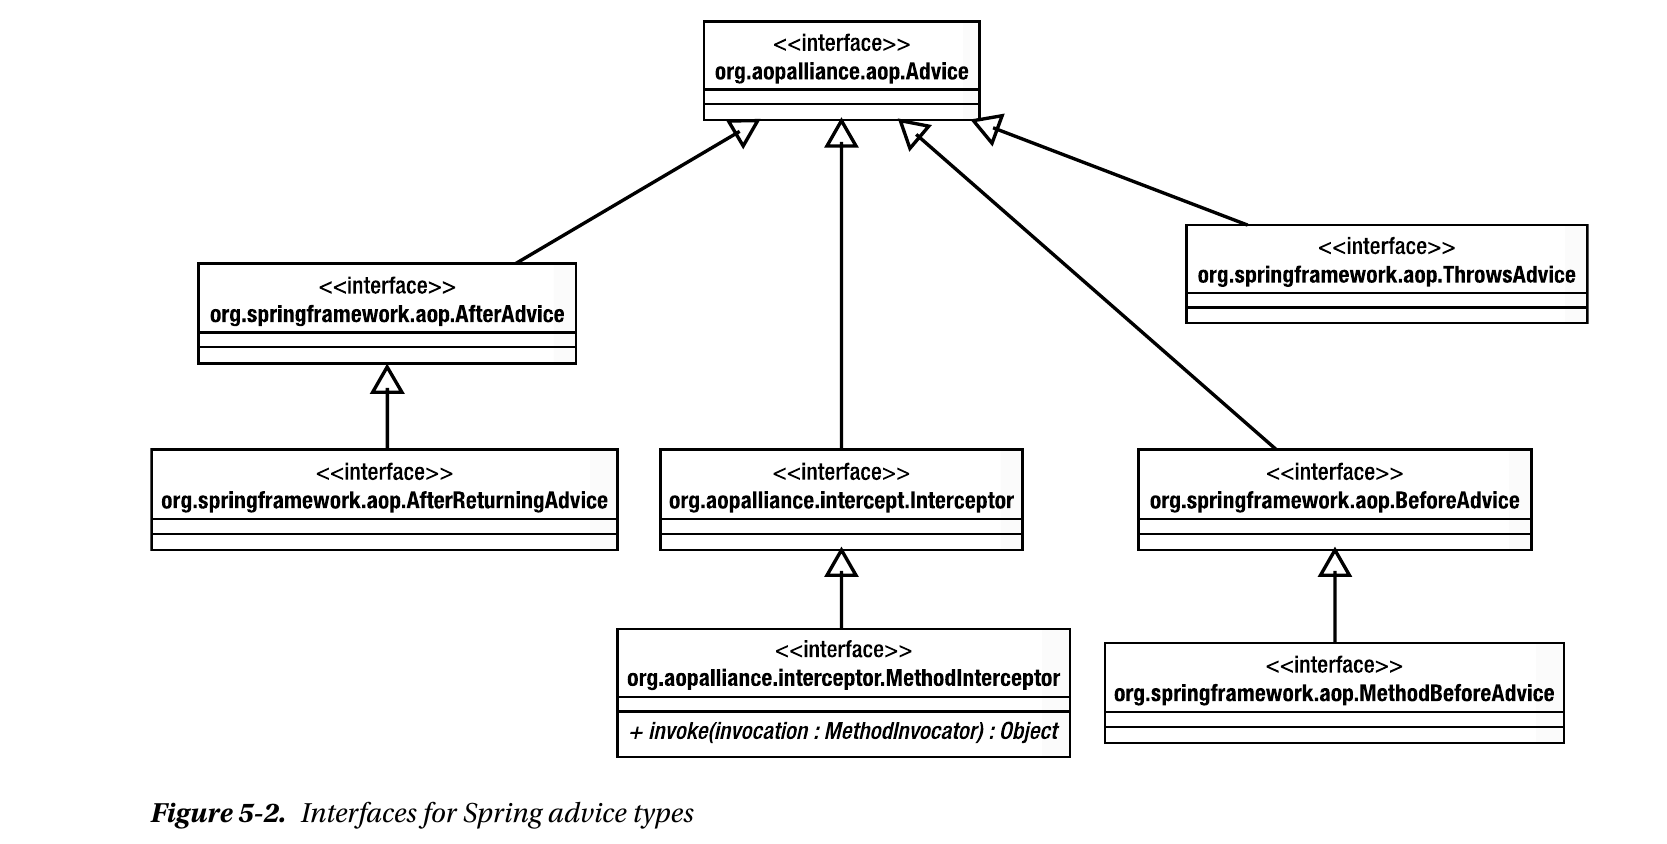 <<interface>>
org.aopalliance.aop.Advice
<<interface>>
org.springframework.aop.ThrowsAdvice
<<interface>>
org.springframework.aop.AfterAdvice
<<interface>>
org.springframework.aop.AfterReturningAdvice
<<interface>>
org.aopalliance.intercept.Interceptor
<<interface>>
org.springframework.aop.BeforeAdvice
<<interface>>
org.aopalliance.interceptor.MethodInterceptor
+ invoke(invocation : MethodInvocator) : Object
<<interface>>
org.springframework.aop.MethodBeforeAdvice
Figure 5-2. Interfaces for Spring advice types